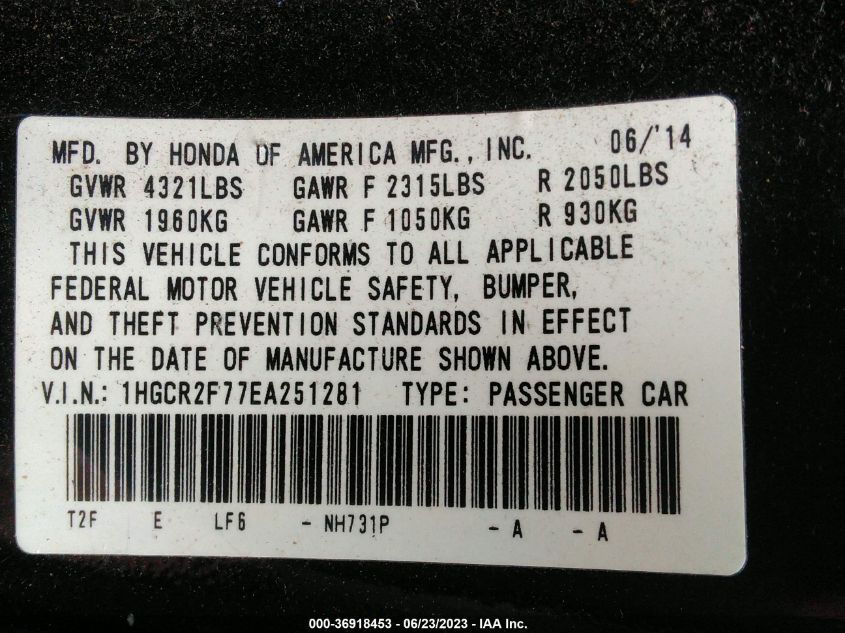 MFD. BY HONDA OF AMERICA MFG., INC. 06/'14
GVWR 4321LBS GAWR F 2315LBS R 2050LBS
GVWR 1960KG GAWR F 1050KG R 930KG
THIS VEHICLE CONFORMS TO ALL APPLICABLE
FEDERAL MOTOR VEHICLE SAFETY, BUMPER,
AND THEFT PREVENTION STANDARDS IN EFFECT
ON THE DATE OF MANUFACTURE SHOWN ABOVE.
V.I.N.: 1HGCR2F77EA251281 TYPE: PASSENGER CAR
T2F E LF6 - NH731P - A - A
000-36918453 - 06/23/2023 - IAA Inc.